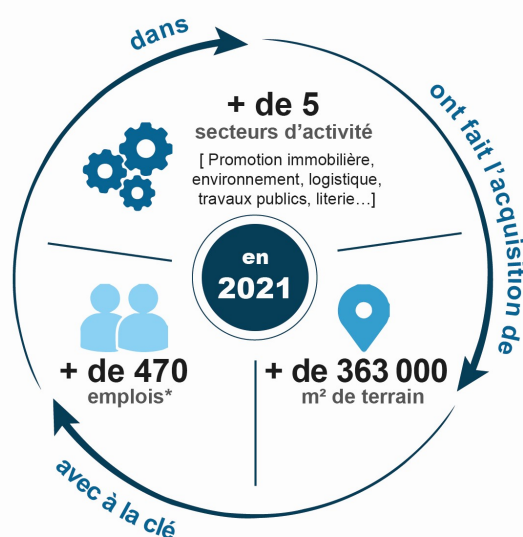 dans
+ de 5
secteurs d’activité
[ Promotion immobilière,
environnement, logistique,
travaux publics, literie…]
ont fait l’acquisition de
en
2021
+ de 363 000
m² de terrain
avec à la clé
+ de 470
emplois*